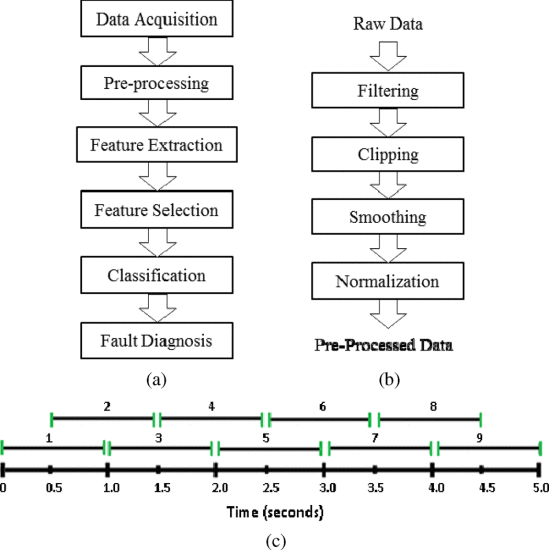 Data Acquisition
Pre-processing
Feature Extraction
Feature Selection
Classification
Fault Diagnosis
(a)
Raw Data
Filtering
Clipping
Smoothing
Normalization
Pre-Processed Data
(b)
2 4 6 8
1 3 5 7 9
0 0.5 1.0 1.5 2.0 2.5 3.0 3.5 4.0 4.5 5.0
Time (seconds)
(c)